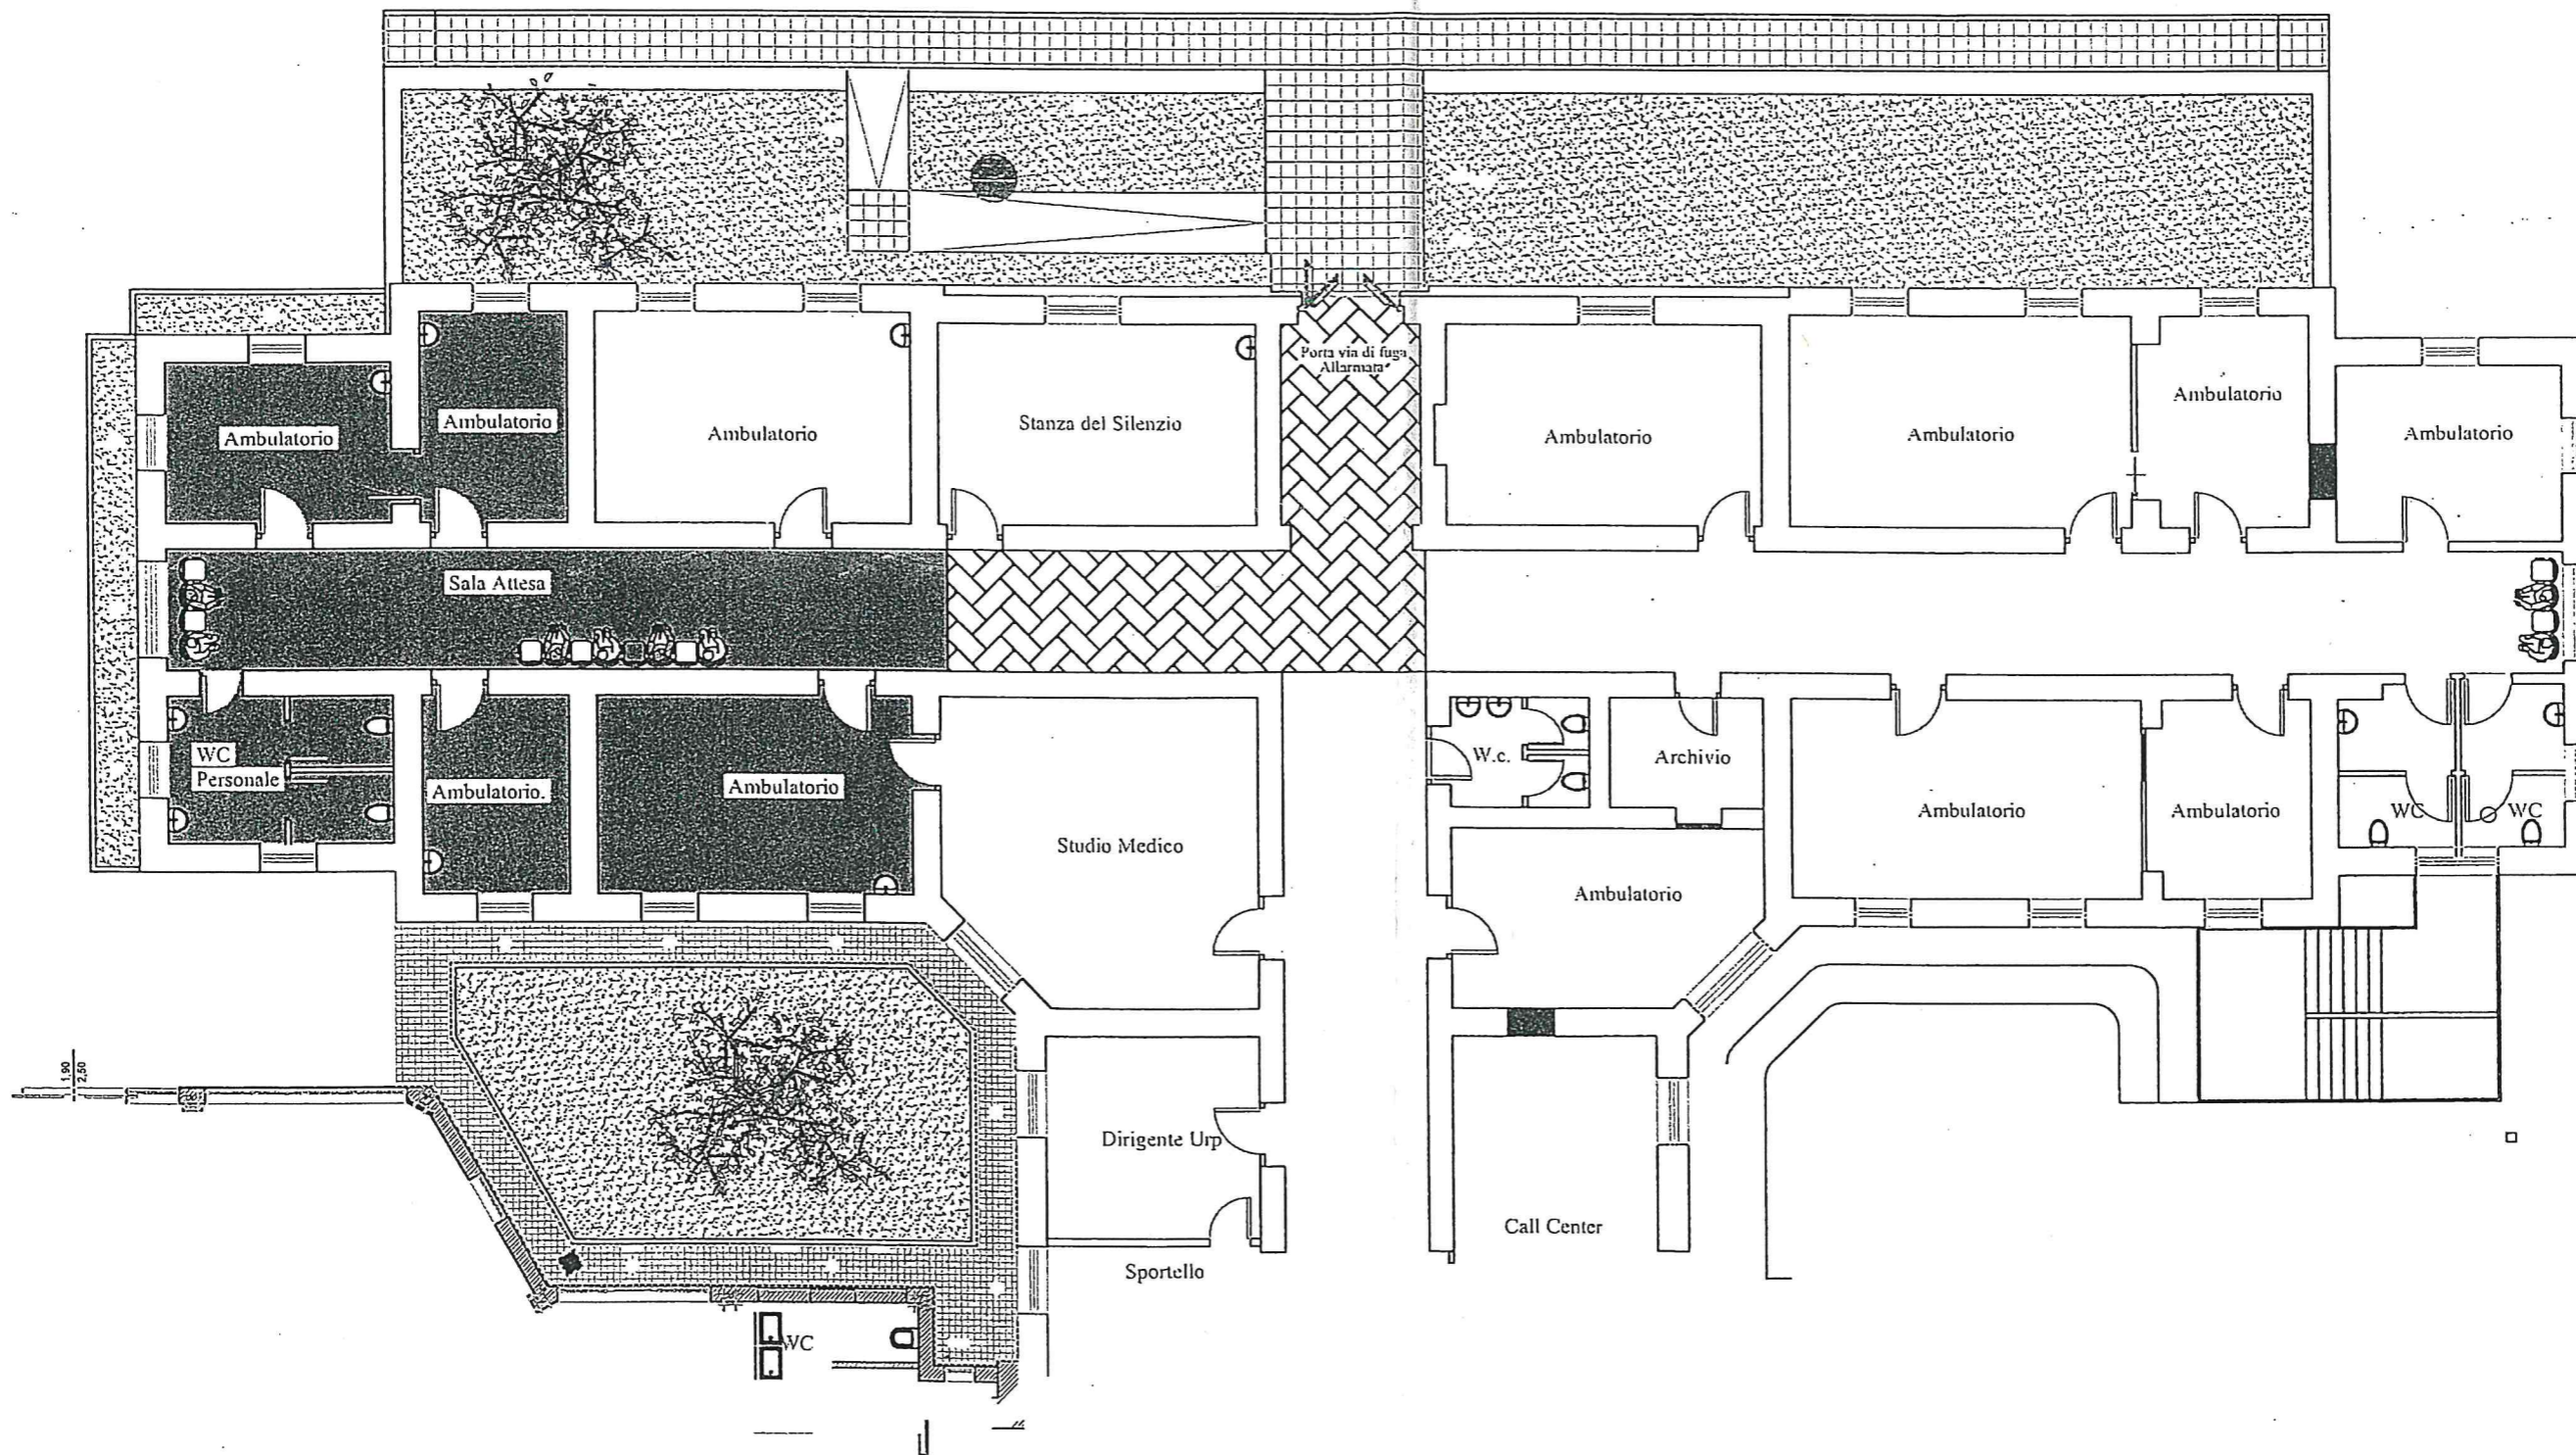 Porta via di fuga
Allarmata
Ambulatorio
Ambulatorio
Ambulatorio
Stanza del Silenzio
Ambulatorio
Ambulatorio
Ambulatorio
Ambulatorio
Sala Attesa
WC
Personale
Ambulatorio.
Ambulatorio
Studio Medico
W.c.
Archivio
Ambulatorio
Ambulatorio
Ambulatorio
WC
WC
1,90
2,50
Dirigente Urp
Call Center
Sportello
WC